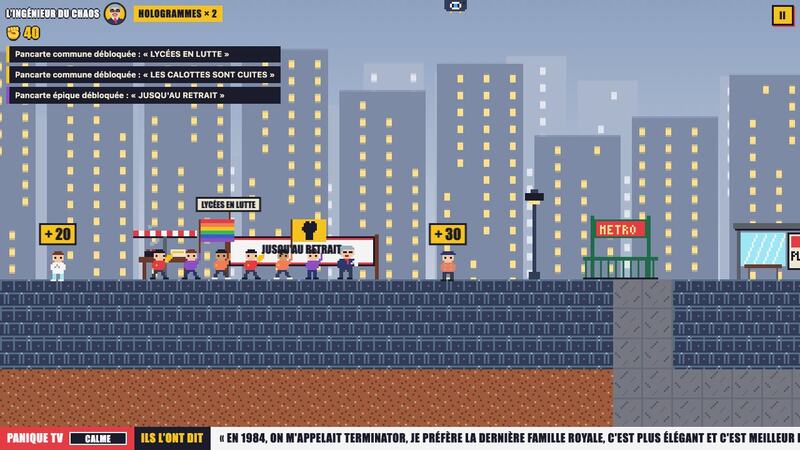 L'INGÉNIEUR DU CHAOS
HOLOGRAMMES × 2
40
Pancarte commune débloquée : « LYCÉES EN LUTTE »
Pancarte commune débloquée : « LES CALOTTES SONT CUITES »
Pancarte épique débloquée : « JUSQU'AU RETRAIT »
LYCÉES EN LUTTE
+20
JUSQU'AU RETRAIT
+30
METRO
PANIQUE TV
CALME
ILS L'ONT DIT
« EN 1984, ON M'APPELAIT TERMINATOR, JE PRÉFÈRE LA DERNIÈRE FAMILLE ROYALE, C'EST PLUS ÉLÉGANT ET C'EST MEILLEUR